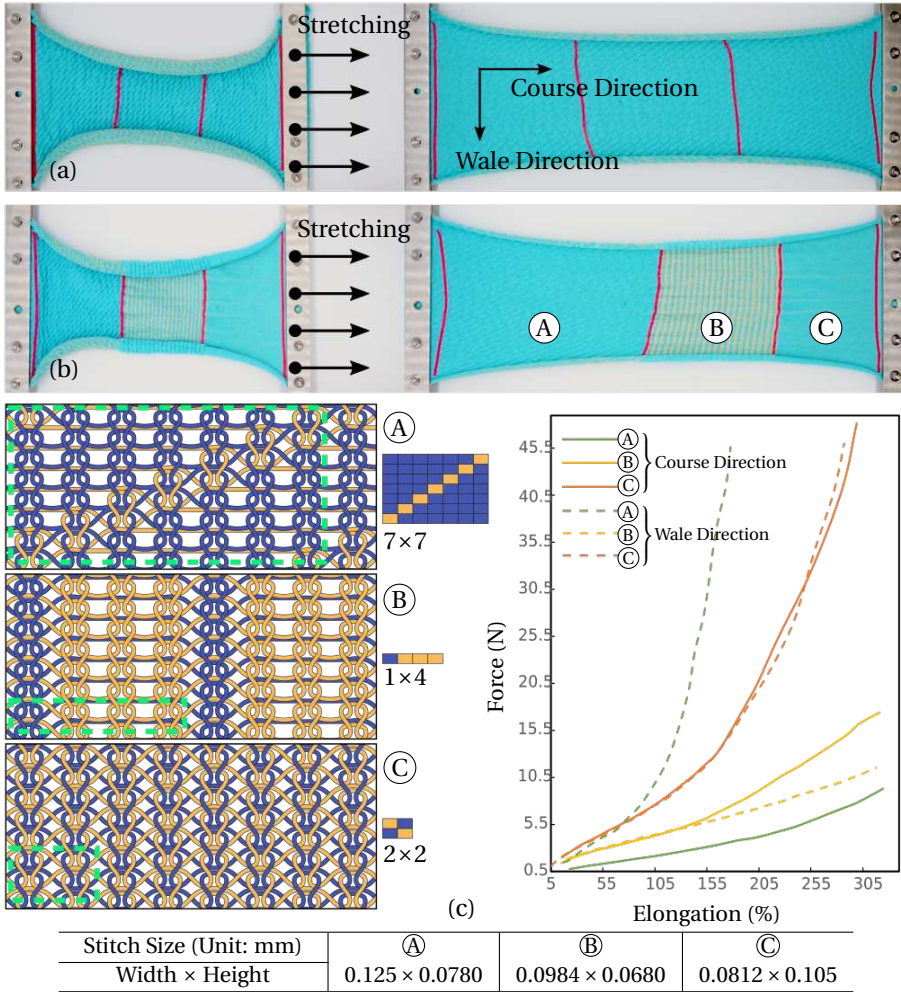 Stretching
Course Direction
Wale Direction
(a)
Stretching
A
B
C
(b)
A
7×7
B
1×4
C
2×2
Force (N)
45.5
40.5
35.5
30.5
25.5
20.5
15.5
10.5
5.5
0.5
A
B
C
Course Direction
A
B
C
Wale Direction
5 55 105 155 205 255 305
Elongation (%)
(c)
Stitch Size (Unit: mm) A B C
Width × Height 0.125 × 0.0780 0.0984 × 0.0680 0.0812 × 0.105